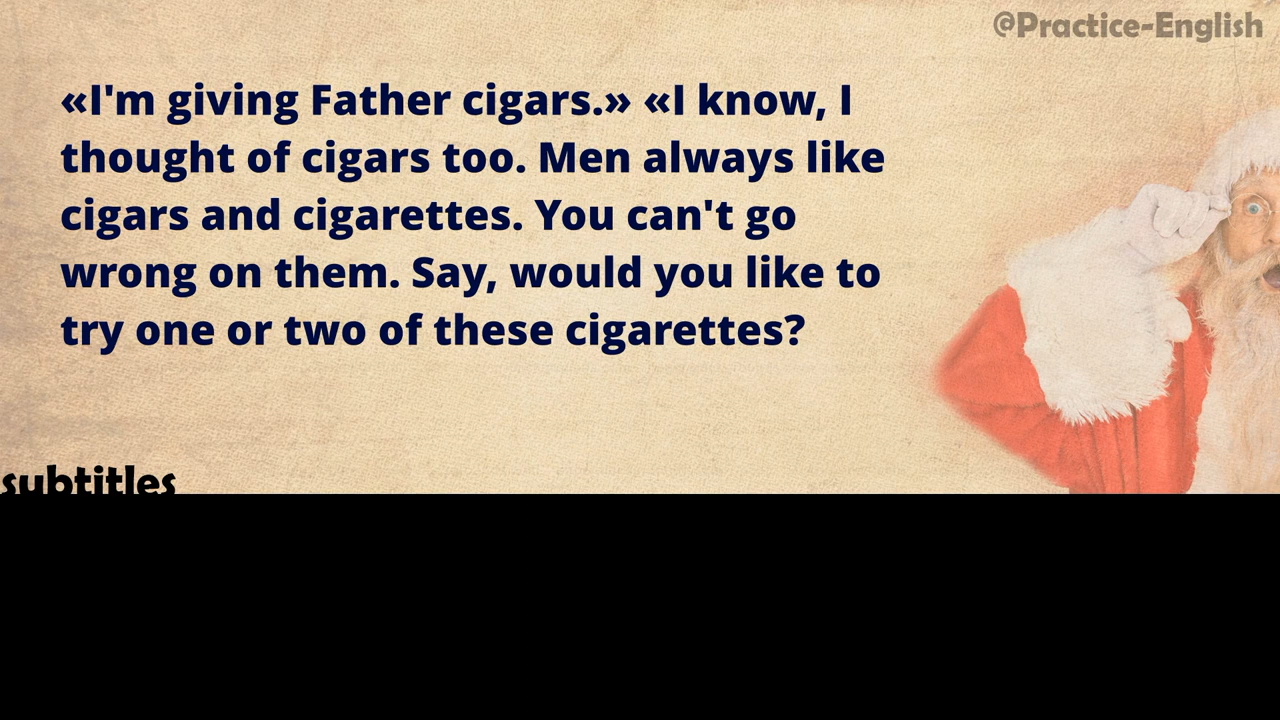 @Practice-English
«I'm giving Father cigars.» «I know, I
thought of cigars too. Men always like
cigars and cigarettes. You can't go
wrong on them. Say, would you like to
try one or two of these cigarettes?
subtitles